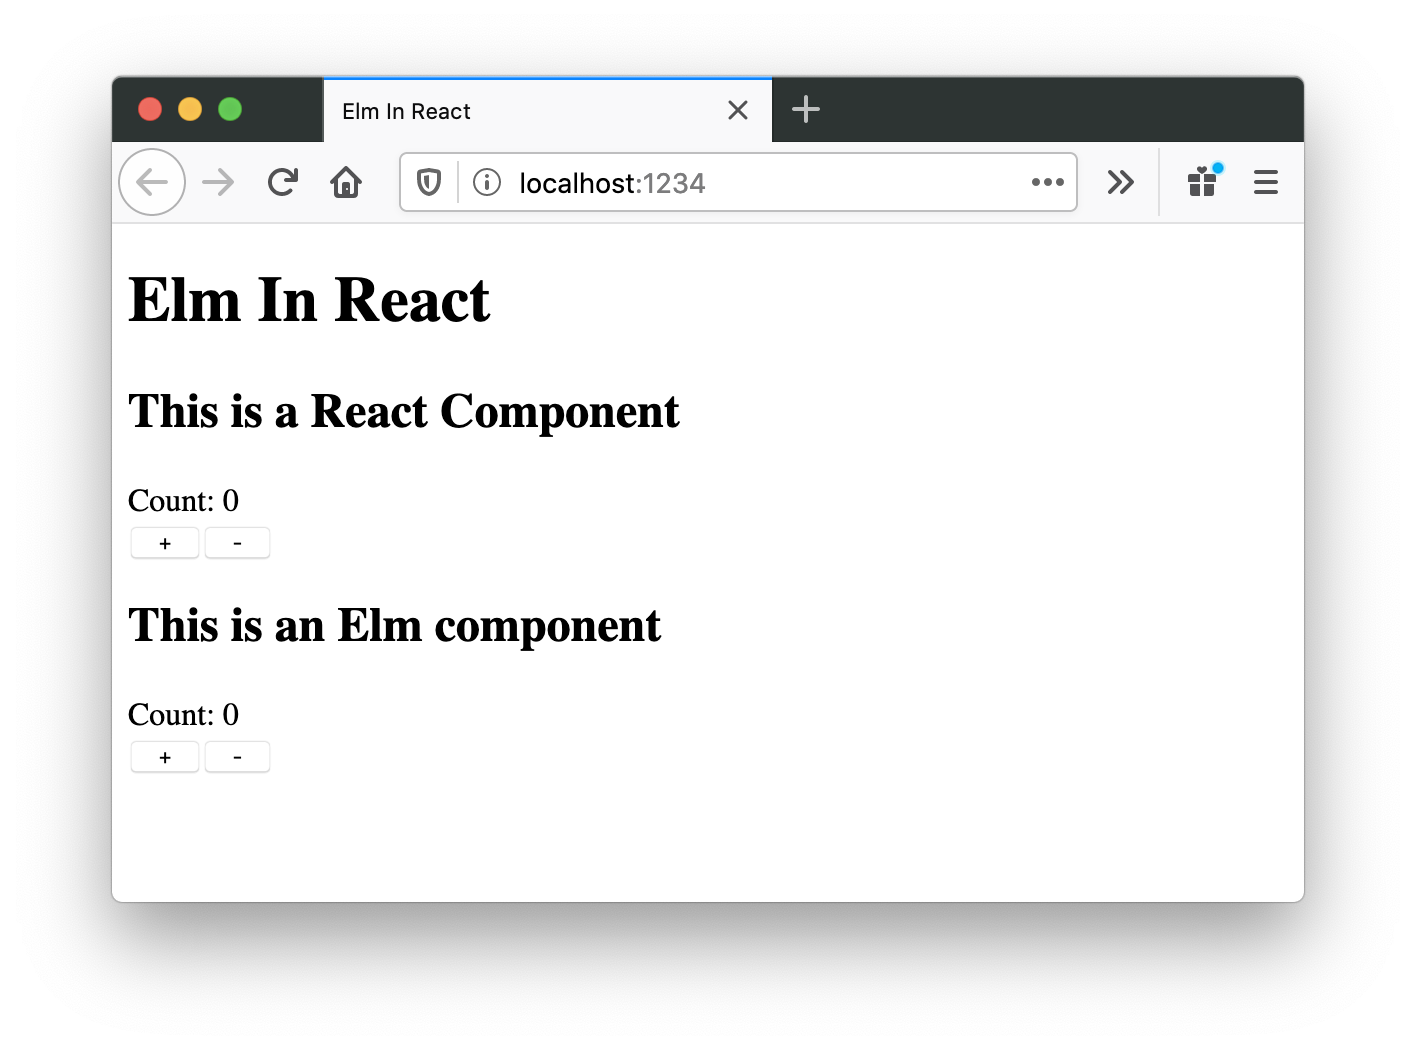 Elm In React
localhost:1234
Elm In React
This is a React Component
Count: 0
+ -
This is an Elm component
Count: 0
+ -